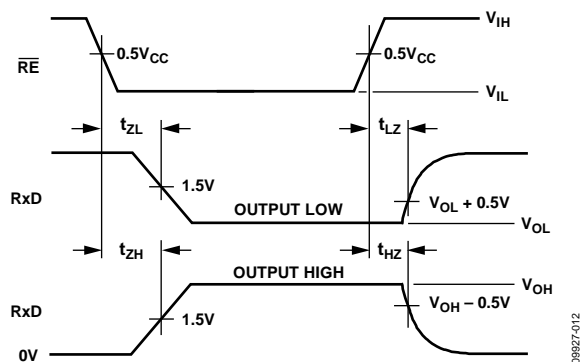 VIH
RE
0.5VCC
0.5VCC
VIL
tZL
tLZ
RxD
1.5V
OUTPUT LOW
VOL + 0.5V
VOL
tZH
tHZ
OUTPUT HIGH
VOH
RxD
1.5V
VOH – 0.5V
0V
08927-012